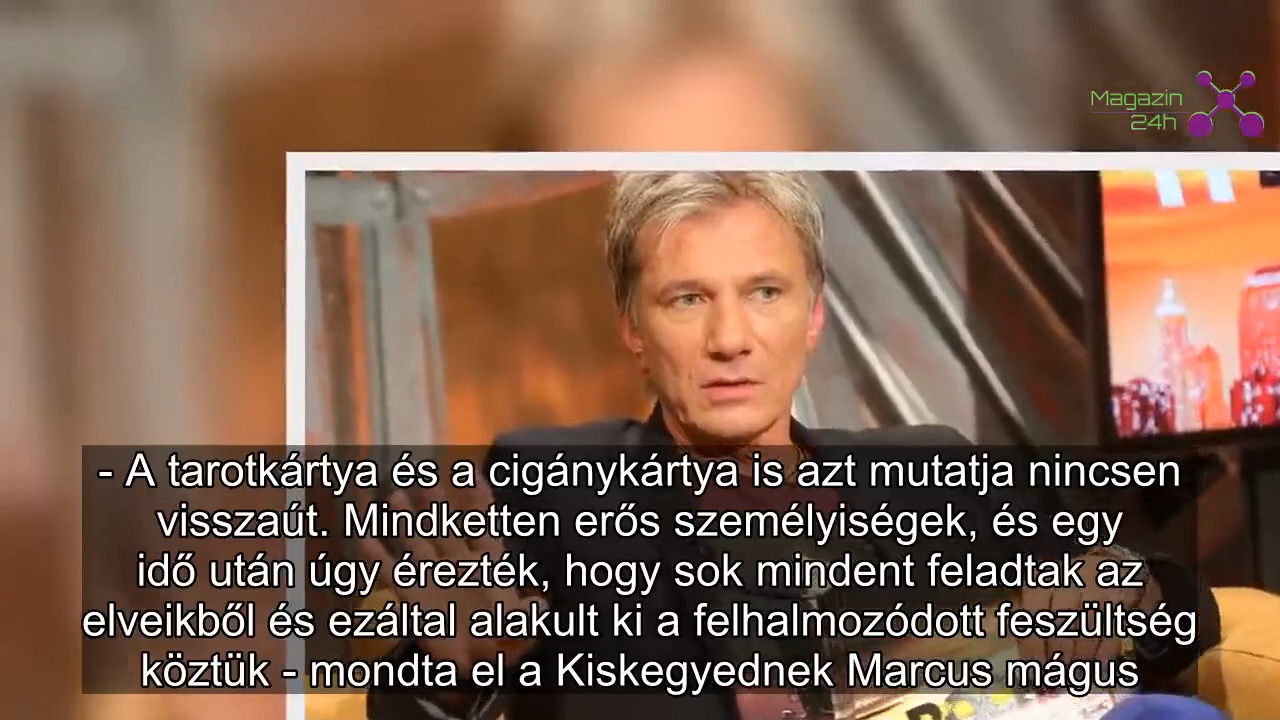 Magazin
24h
- A tarotkártya és a cigánykártya is azt mutatja nincsen
visszaút. Mindketten erős személyiségek, és egy
idő után úgy érezték, hogy sok mindent feladtak az
elveikből és ezáltal alakult ki a felhalmozódott feszültség
köztük - mondta el a Kiskegyednek Marcus mágus